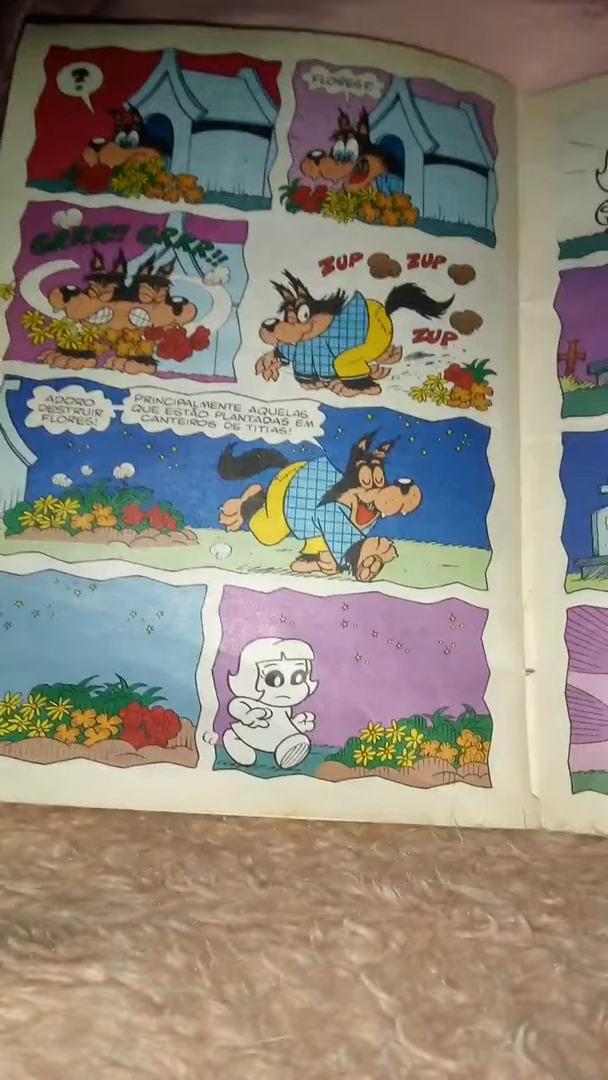 ?
FLORES!!
GRRR!! GRRR!!
ZUP ZUP
ZUP
ADORO
DESTRUIR
FLORES!
PRINCIPALMENTE AQUELAS
QUE ESTÃO PLANTADAS EM
CANTEIROS DE TITIAS!